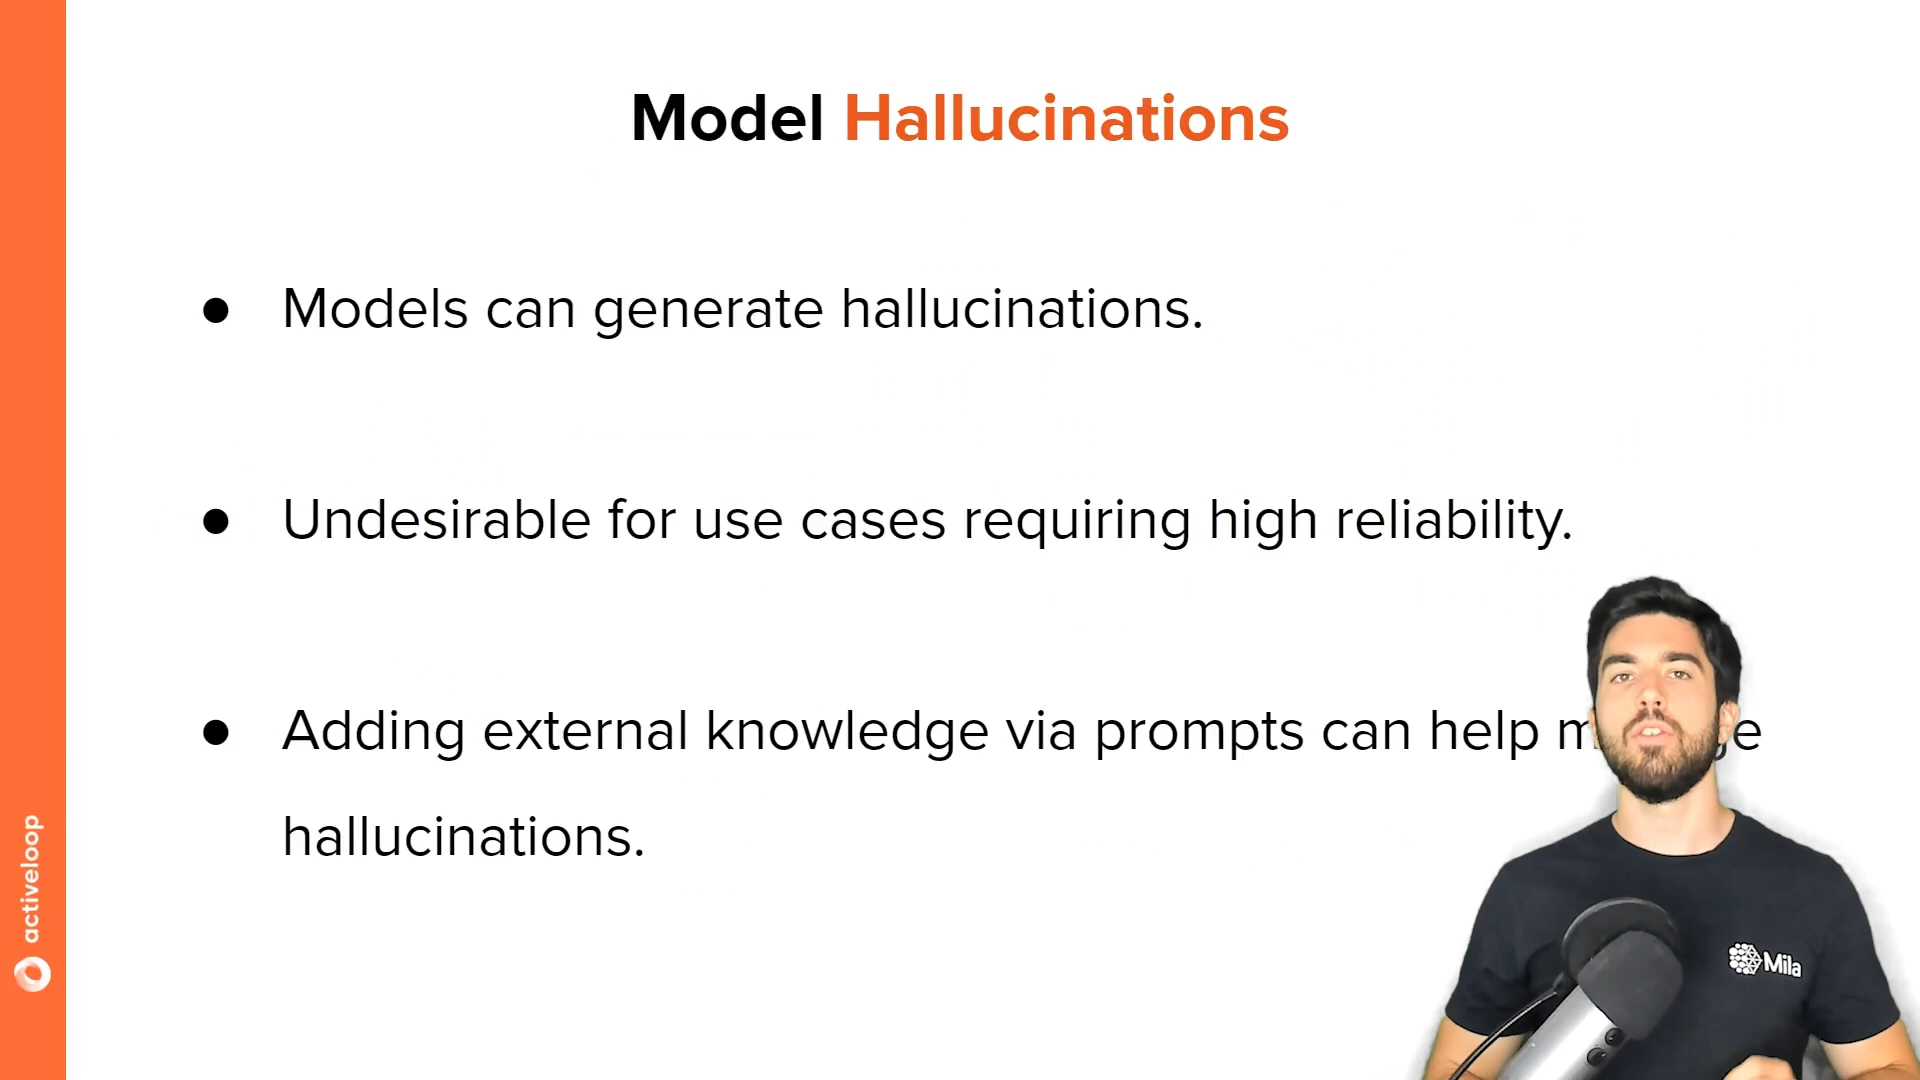 Model Hallucinations
● Models can generate hallucinations.
● Undesirable for use cases requiring high reliability.
● Adding external knowledge via prompts can help
hallucinations.
activeloop
Mila